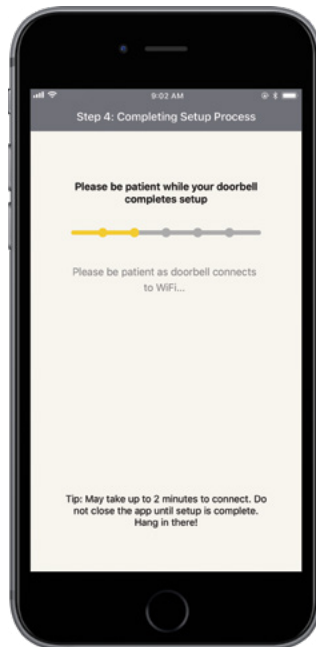 9:02 AM
Step 4: Completing Setup Process
Please be patient while your doorbell
completes setup
Please be patient as doorbell connects
to WiFi...
Tip: May take up to 2 minutes to connect. Do
not close the app until setup is complete.
Hang in there!